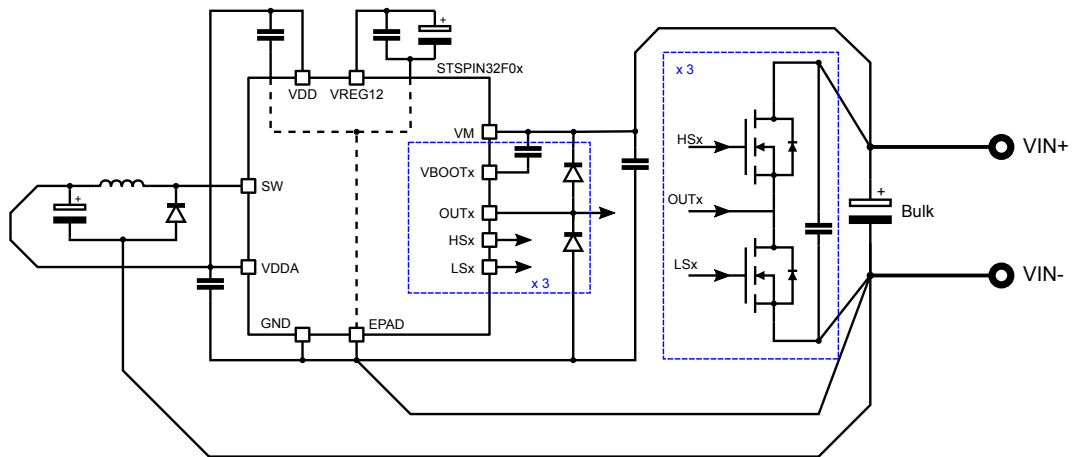 +
STSPIN32F0x
VDD
VREG12
x 3
VM
HSx
VIN+
VBOOTx
SW
+
OUTx
OUTx
+
Bulk
HSx
LSx
VDDA
LSx
VIN-
x 3
GND
EPAD